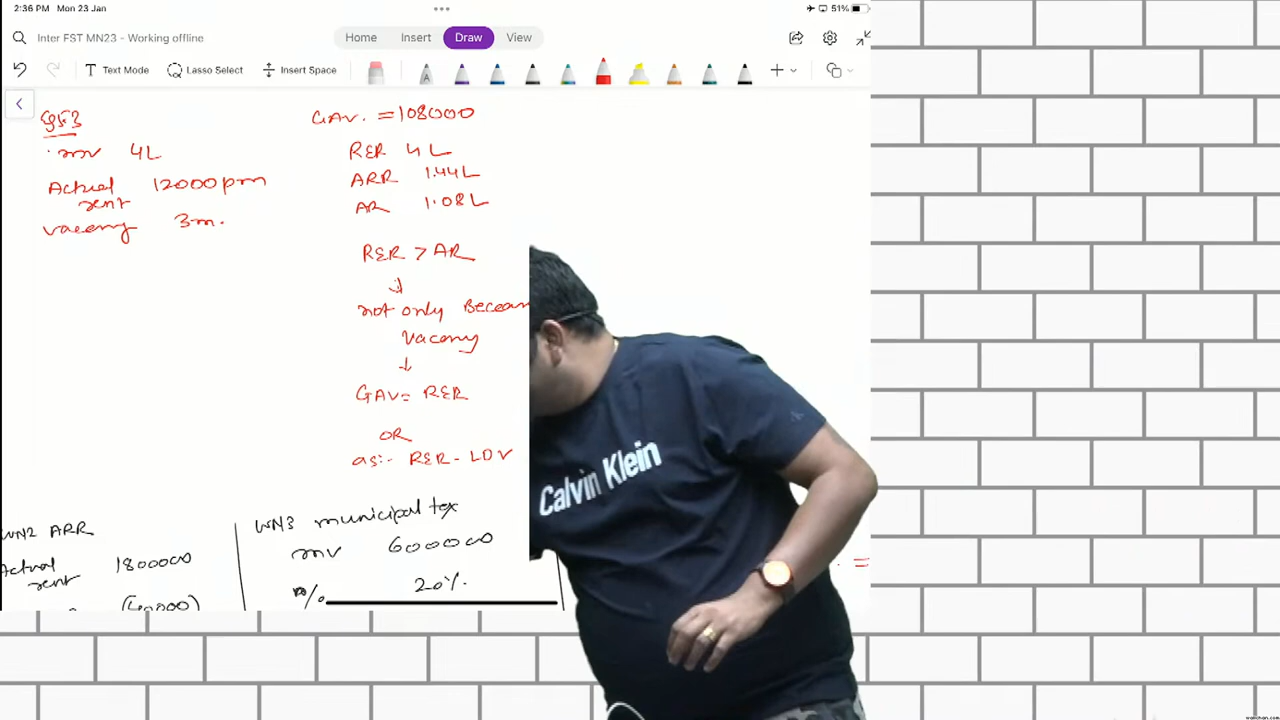 2:36 PM Mon 23 Jan
51%
Inter FST MN23 - Working offline
Home Insert Draw View
Text Mode Lasso Select Insert Space
mv 4L
Actual rent 12000pm
vacancy 3m.
GAV. = 108000
RER 4L
ARR 1.44L
AR 1.08L
RER > AR
↓
not only
Vacancy
↓
GAV= RER
OR
as:- RER - LDV
WN2 ARR
Actual rent 1800000
(60000)
WN3 municipal tax
mv 6000000
% 20%.
=
Calvin Klein